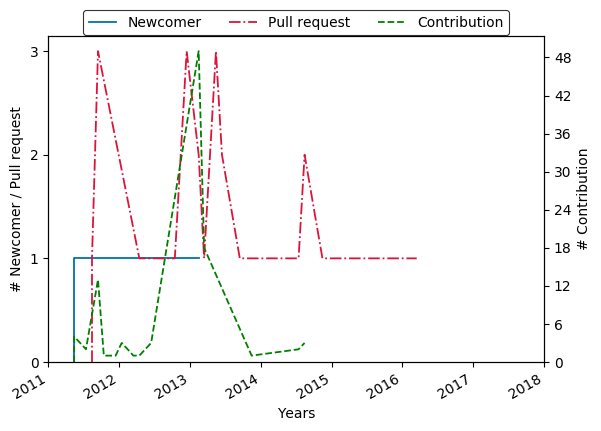 Newcomer Pull request Contribution
3
2
1
0
# Newcomer / Pull request
48
42
36
30
24
18
12
6
0
# Contribution
2011 2012 2013 2014 2015 2016 2017 2018
Years